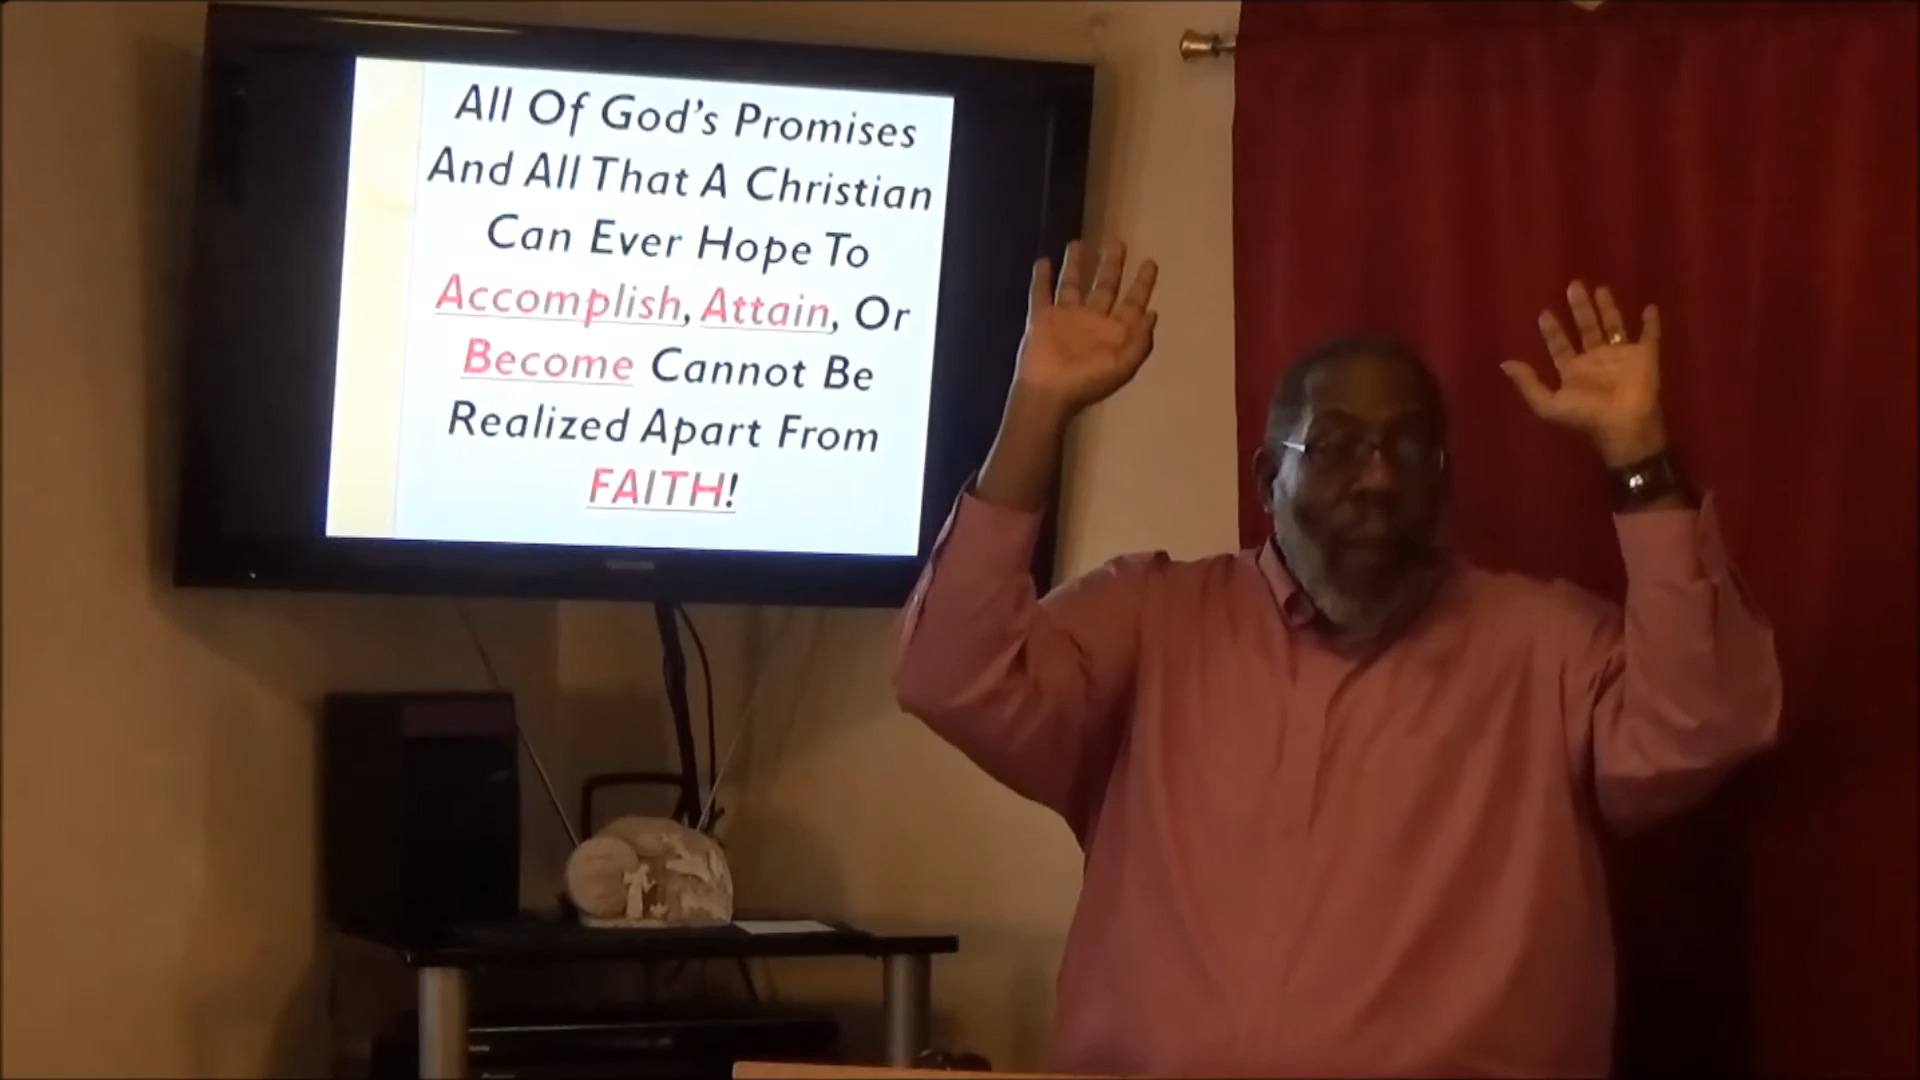 All Of God's Promises
And All That A Christian
Can Ever Hope To
Accomplish, Attain, Or
Become Cannot Be
Realized Apart From
FAITH!